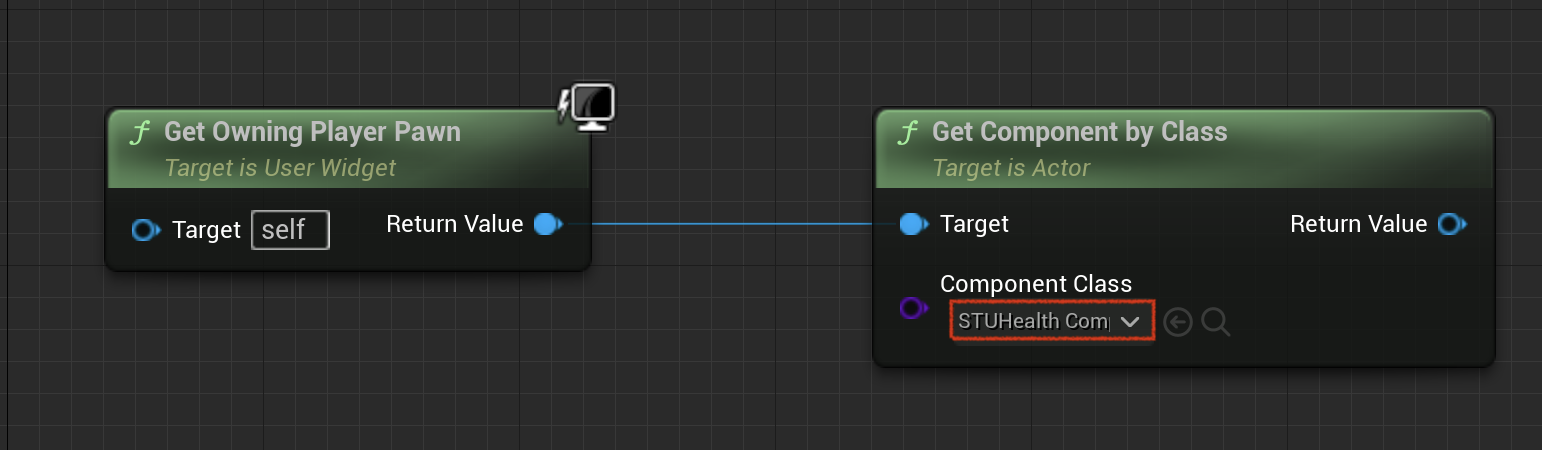 f Get Owning Player Pawn
Target is User Widget
Target self
Return Value
f Get Component by Class
Target is Actor
Target
Return Value
Component Class
STUHealth Com